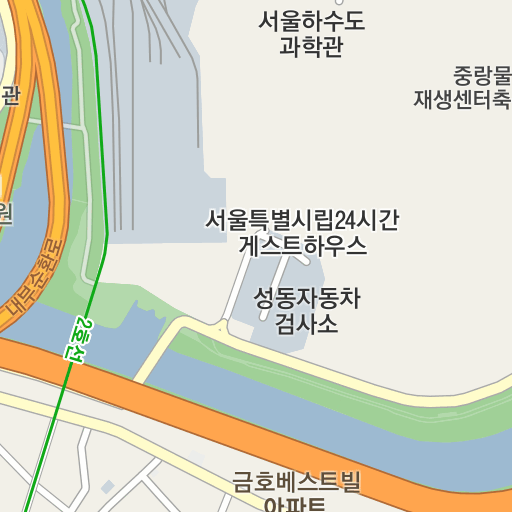 서울하수도
과학관
중랑물
재생센터축
관
원
서울특별시립24시간
게스트하우스
내부순환로
성동자동차
검사소
2호선
금호베스트빌
아파트